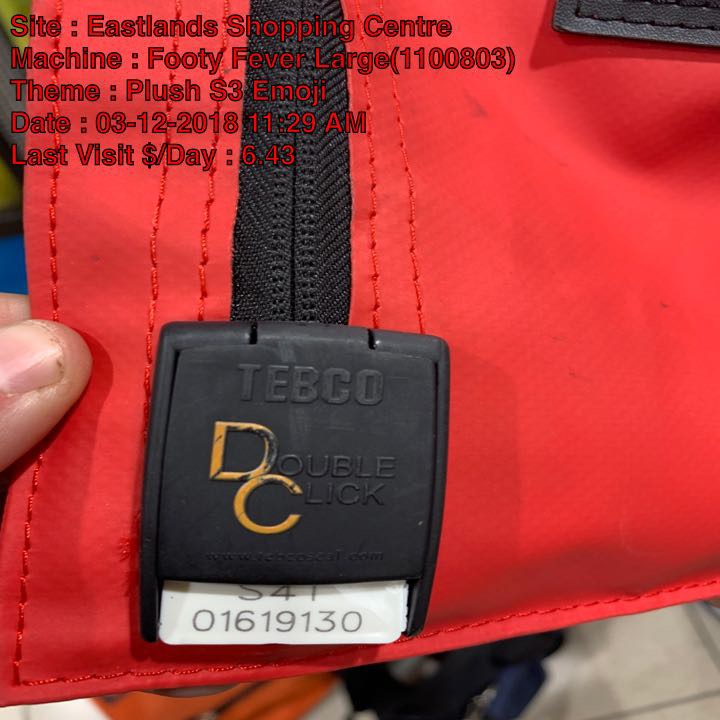 Site : Eastlands Shopping Centre
Machine : Footy Fever Large(1100803)
Theme : Plush S3 Emoji
Date : 03-12-2018 11:29 AM
Last Visit $/Day : 6.43
TEBCO
DOUBLE
CLICK
01619130